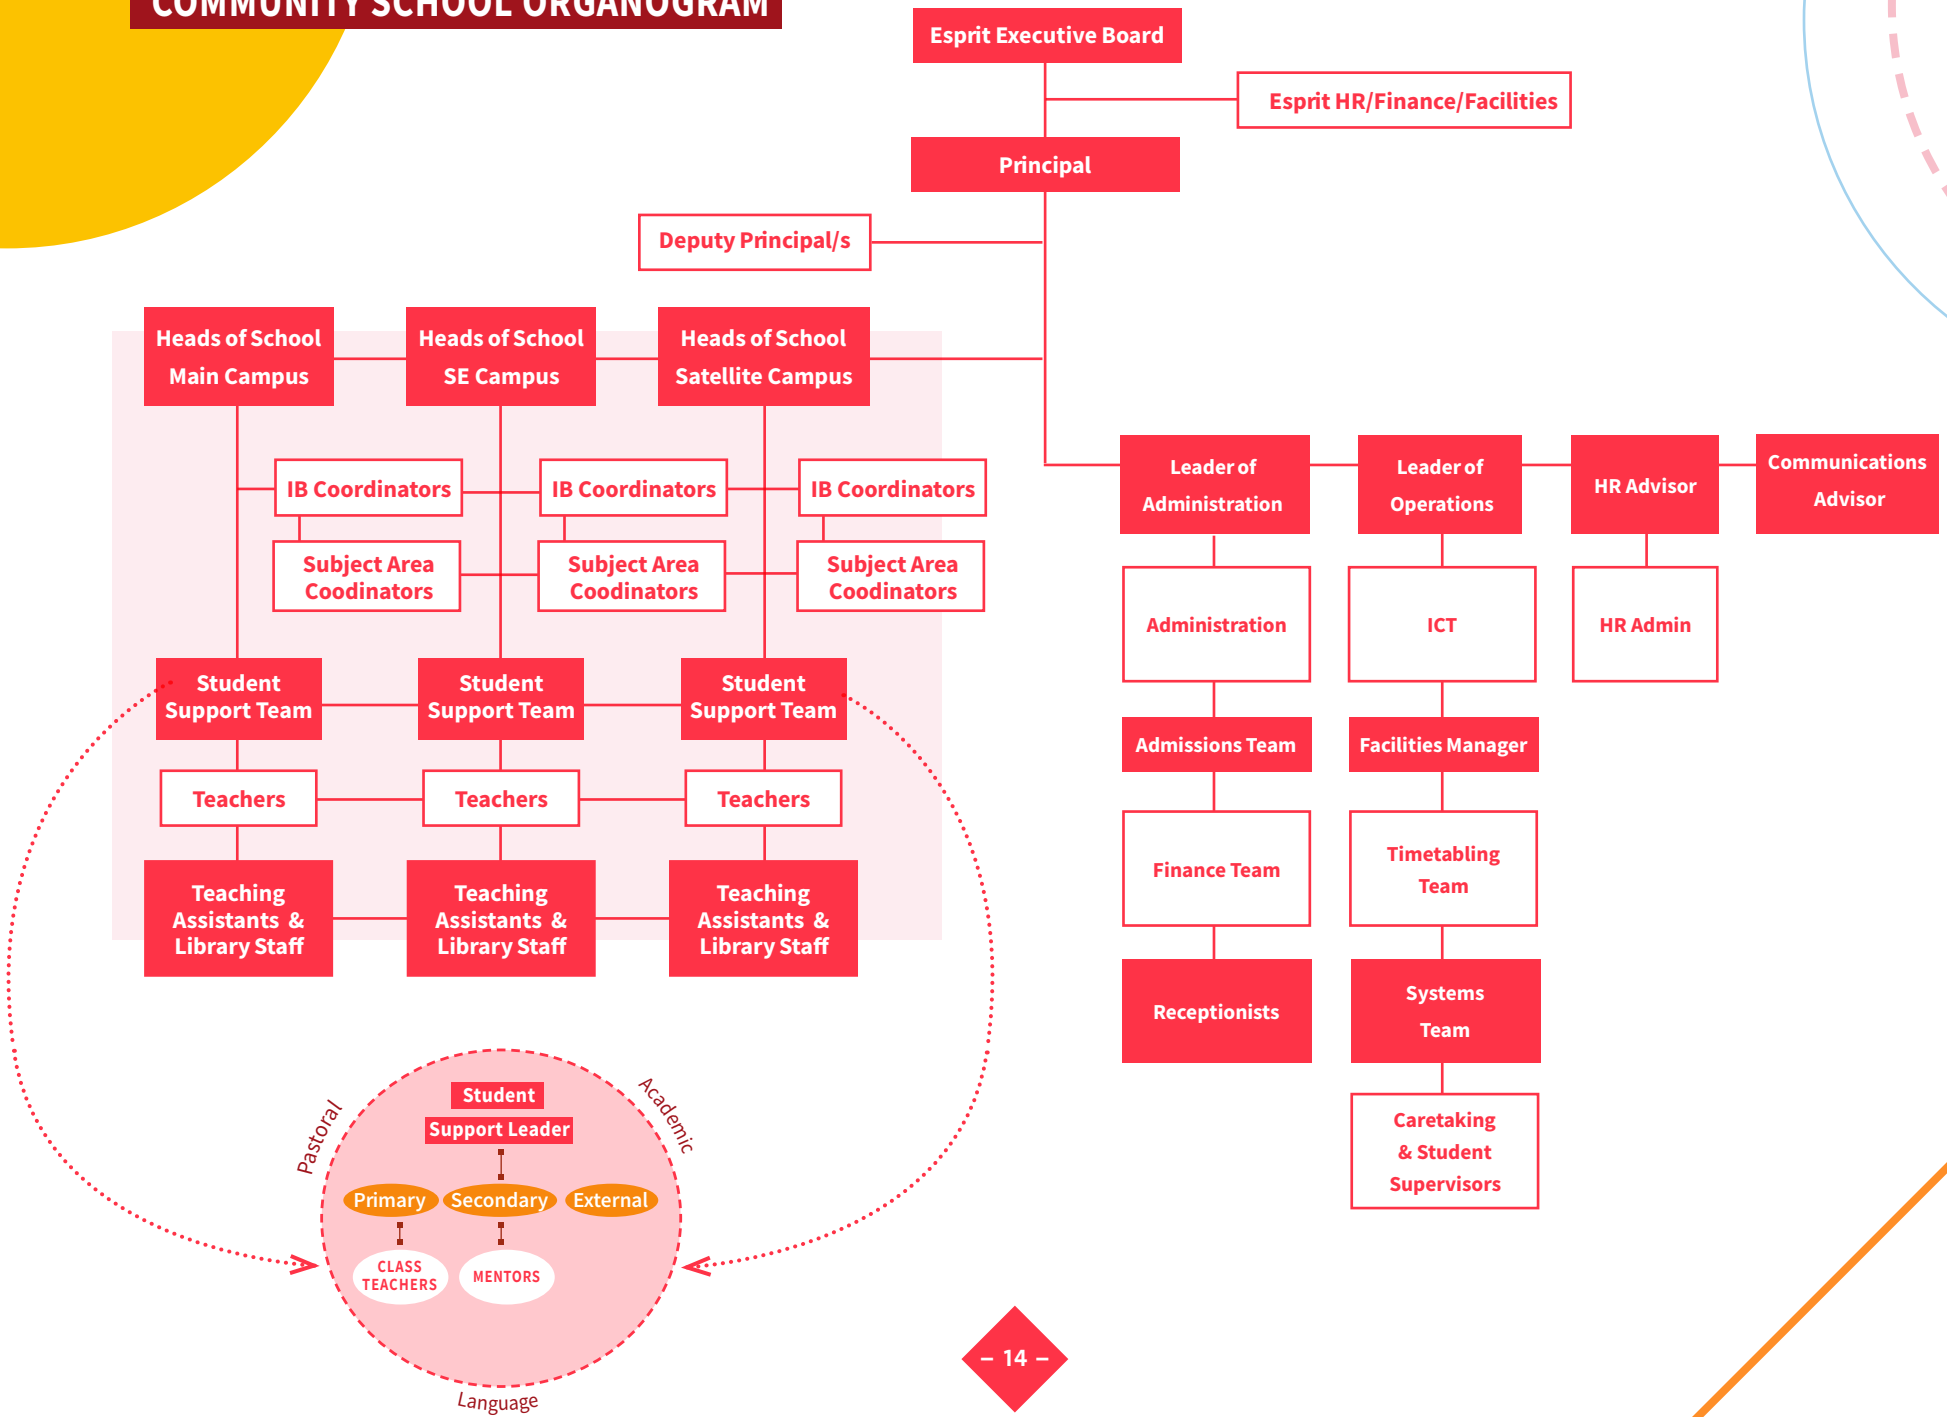 COMMUNITY SCHOOL ORGANOGRAM
Esprit Executive Board
Esprit HR/Finance/Facilities
Principal
Deputy Principal/s
Heads of School
Main Campus
Heads of School
SE Campus
Heads of School
Satellite Campus
IB Coordinators
IB Coordinators
IB Coordinators
Subject Area
Coodinators
Subject Area
Coodinators
Subject Area
Coodinators
Student
Support Team
Student
Support Team
Student
Support Team
Teachers
Teachers
Teachers
Teaching
Assistants &
Library Staff
Teaching
Assistants &
Library Staff
Teaching
Assistants &
Library Staff
Leader of
Administration
Leader of
Operations
HR Advisor
Communications
Advisor
Administration
ICT
HR Admin
Admissions Team
Facilities Manager
Finance Team
Timetabling
Team
Receptionists
Systems
Team
Caretaking
& Student
Supervisors
Pastoral
Academic
Student
Support Leader
Primary
Secondary
External
CLASS
TEACHERS
MENTORS
Language
– 14 –